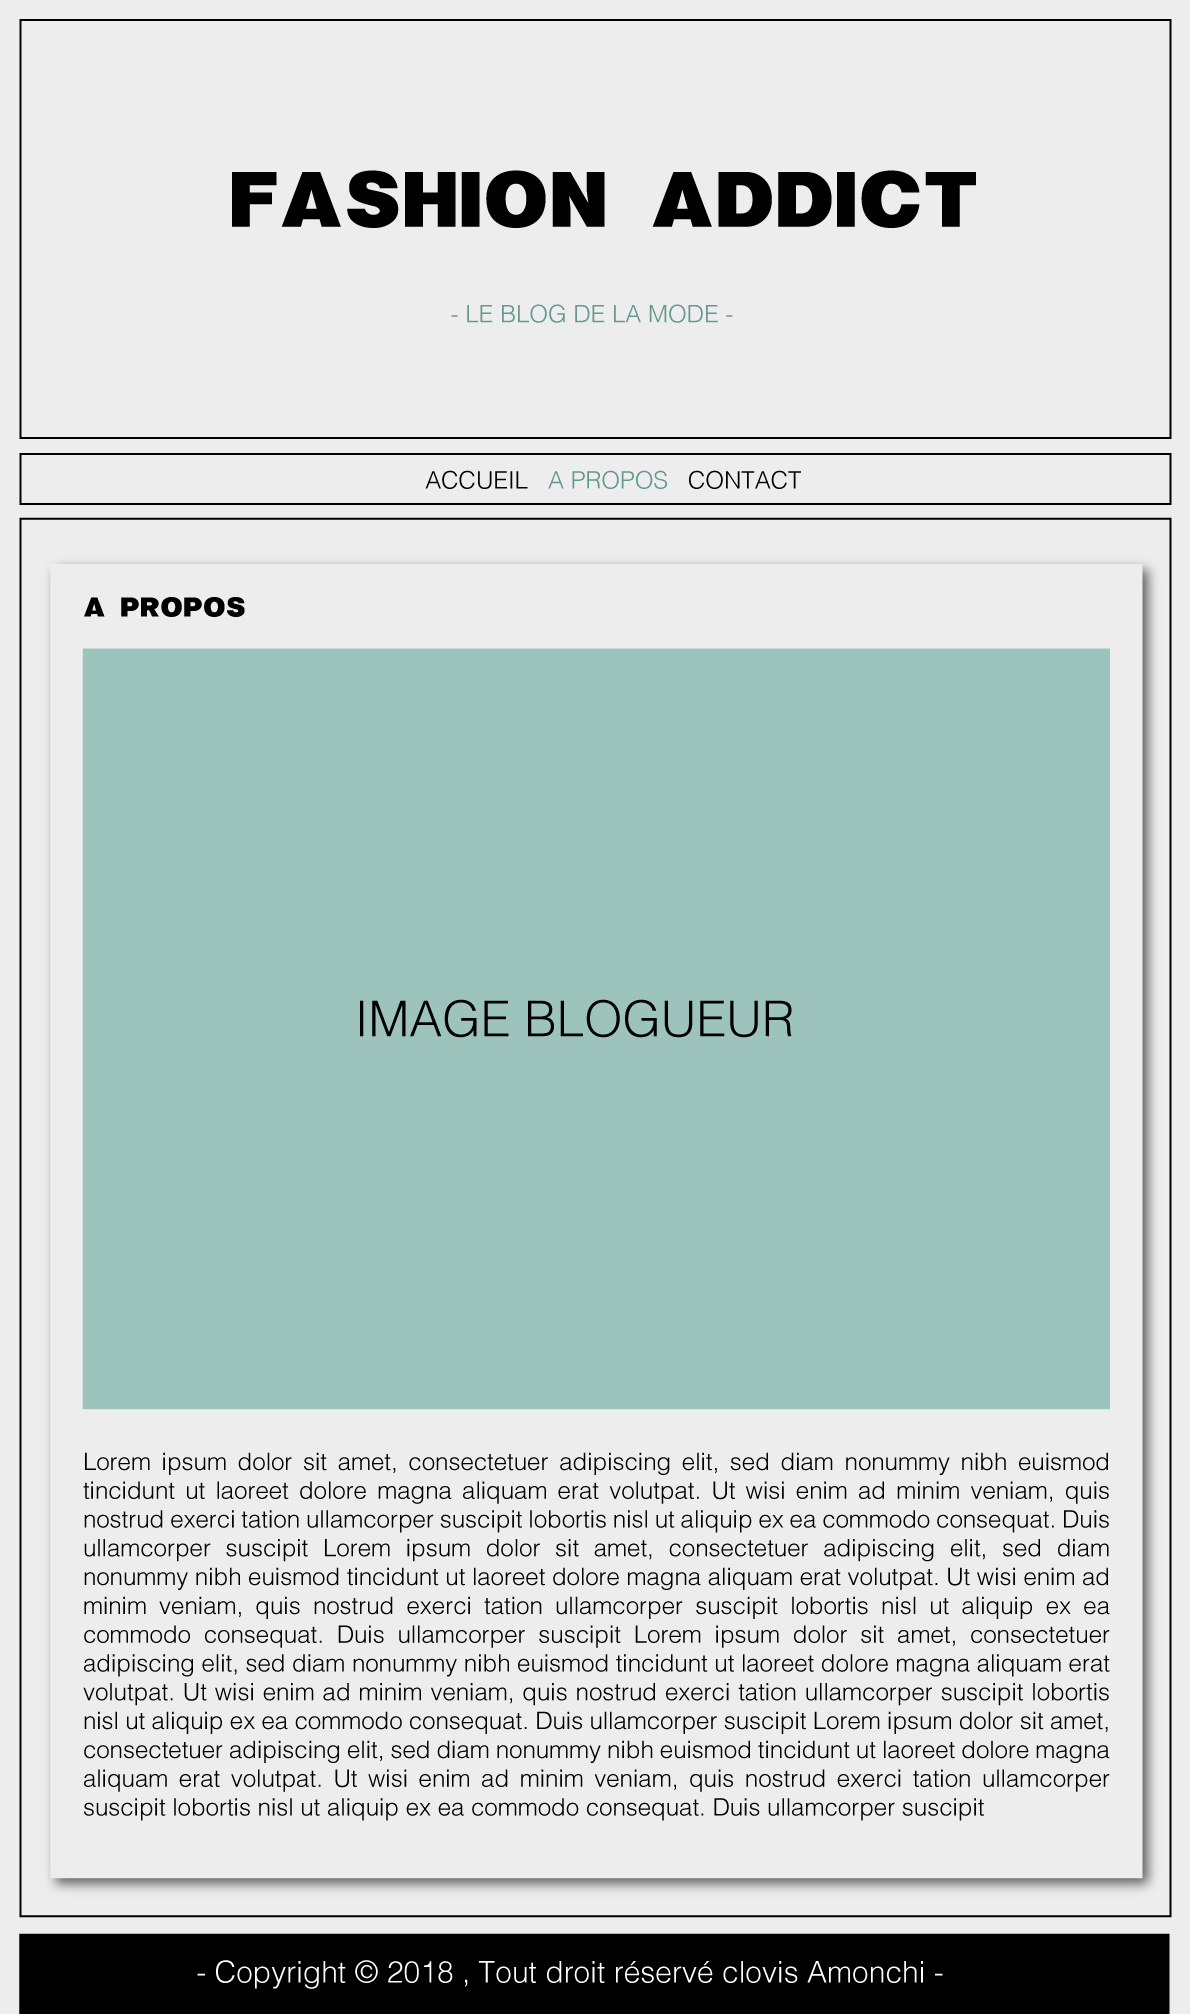 FASHION ADDICT
- LE BLOG DE LA MODE -
ACCUEIL A PROPOS CONTACT
A PROPOS
IMAGE BLOGUEUR
Lorem ipsum dolor sit amet, consectetuer adipiscing elit, sed diam nonummy nibh euismod
tincidunt ut laoreet dolore magna aliquam erat volutpat. Ut wisi enim ad minim veniam, quis
nostrud exerci tation ullamcorper suscipit lobortis nisl ut aliquip ex ea commodo consequat. Duis
ullamcorper suscipit Lorem ipsum dolor sit amet, consectetuer adipiscing elit, sed diam
nonummy nibh euismod tincidunt ut laoreet dolore magna aliquam erat volutpat. Ut wisi enim ad
minim veniam, quis nostrud exerci tation ullamcorper suscipit lobortis nisl ut aliquip ex ea
commodo consequat. Duis ullamcorper suscipit Lorem ipsum dolor sit amet, consectetuer
adipiscing elit, sed diam nonummy nibh euismod tincidunt ut laoreet dolore magna aliquam erat
volutpat. Ut wisi enim ad minim veniam, quis nostrud exerci tation ullamcorper suscipit lobortis
nisl ut aliquip ex ea commodo consequat. Duis ullamcorper suscipit Lorem ipsum dolor sit amet,
consectetuer adipiscing elit, sed diam nonummy nibh euismod tincidunt ut laoreet dolore magna
aliquam erat volutpat. Ut wisi enim ad minim veniam, quis nostrud exerci tation ullamcorper
suscipit lobortis nisl ut aliquip ex ea commodo consequat. Duis ullamcorper suscipit
- Copyright © 2018 , Tout droit réservé clovis Amonchi -